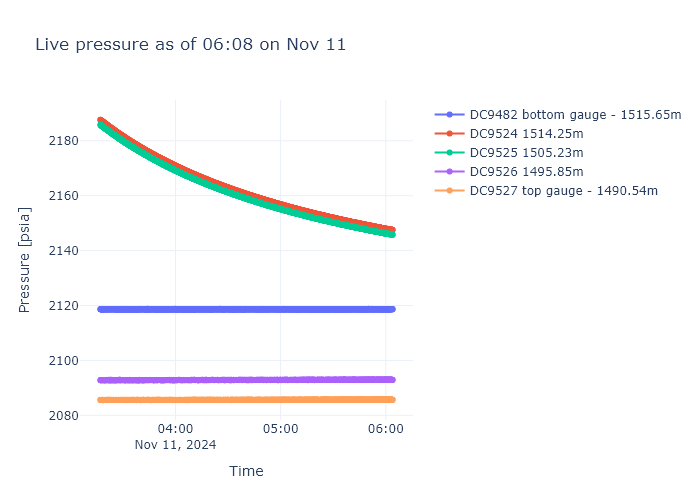 Live pressure as of 06:08 on Nov 11
DC9482 bottom gauge - 1515.65m
DC9524 1514.25m
DC9525 1505.23m
DC9526 1495.85m
DC9527 top gauge - 1490.54m
Pressure [psia]
2180
2160
2140
2120
2100
2080
04:00
05:00
06:00
Nov 11, 2024
Time